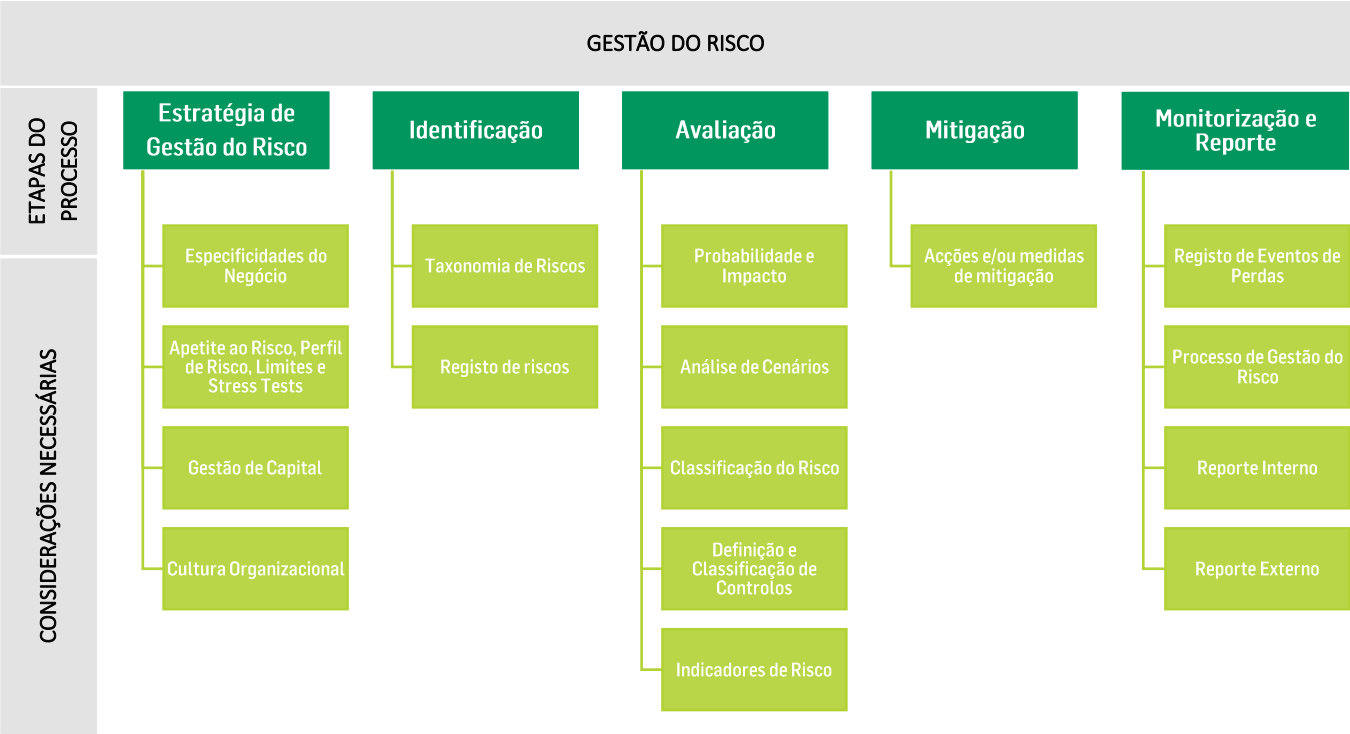 GESTÃO DO RISCO
ETAPAS DO
PROCESSO
CONSIDERAÇÕES NECESSÁRIAS
Estratégia de
Gestão do Risco
Especificidades do
Negócio
Apetite ao Risco, Perfil
de Risco, Limites e
Stress Tests
Gestão de Capital
Cultura Organizacional
Identificação
Taxonomia de Riscos
Registo de riscos
Avaliação
Probabilidade e
Impacto
Análise de Cenários
Classificação do Risco
Definição e
Classificação de
Controlos
Indicadores de Risco
Mitigação
Acções e/ou medidas
de mitigação
Monitorização e
Reporte
Registo de Eventos de
Perdas
Processo de Gestão do
Risco
Reporte Interno
Reporte Externo